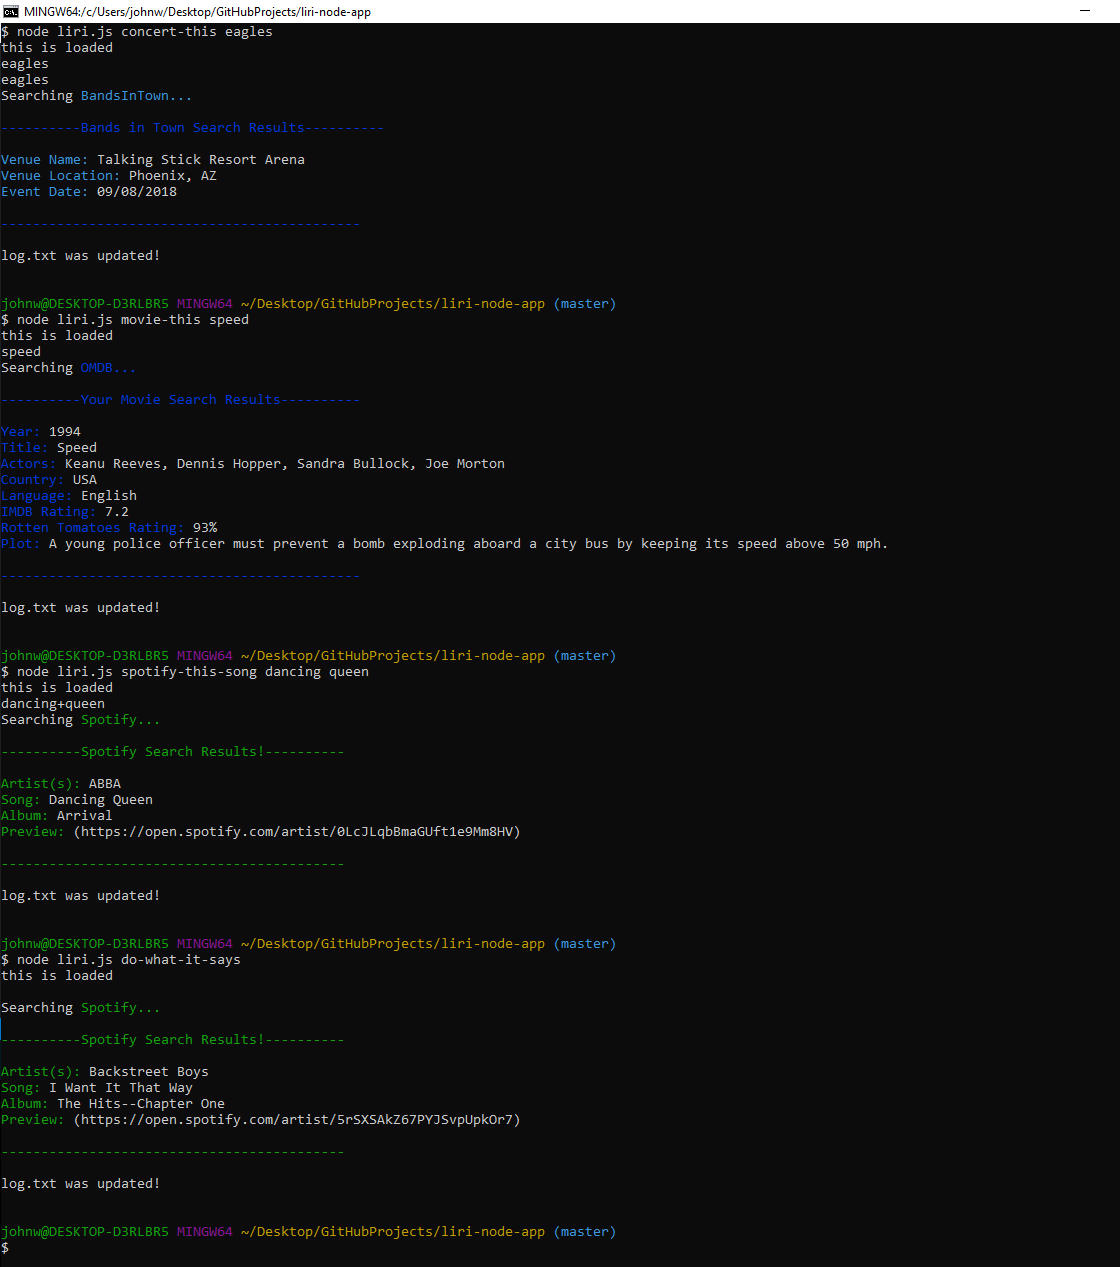 MINGW64:/c/Users/johnw/Desktop/GitHubProjects/liri-node-app
$ node liri.js concert-this eagles
this is loaded
eagles
eagles
Searching BandsInTown...
----------Bands in Town Search Results----------
Venue Name: Talking Stick Resort Arena
Venue Location: Phoenix, AZ
Event Date: 09/08/2018
---------------------------------------------
log.txt was updated!
johnw@DESKTOP-D3RLBR5 MINGW64 ~/Desktop/GitHubProjects/liri-node-app (master)
$ node liri.js movie-this speed
this is loaded
speed
Searching OMDB...
----------Your Movie Search Results----------
Year: 1994
Title: Speed
Actors: Keanu Reeves, Dennis Hopper, Sandra Bullock, Joe Morton
Country: USA
Language: English
IMDB Rating: 7.2
Rotten Tomatoes Rating: 93%
Plot: A young police officer must prevent a bomb exploding aboard a city bus by keeping its speed above 50 mph.
---------------------------------------------
log.txt was updated!
johnw@DESKTOP-D3RLBR5 MINGW64 ~/Desktop/GitHubProjects/liri-node-app (master)
$ node liri.js spotify-this-song dancing queen
this is loaded
dancing+queen
Searching Spotify...
----------Spotify Search Results!----------
Artist(s): ABBA
Song: Dancing Queen
Album: Arrival
Preview: (https://open.spotify.com/artist/0LcJLqbBmaGUft1e9Mm8HV)
-------------------------------------------
log.txt was updated!
johnw@DESKTOP-D3RLBR5 MINGW64 ~/Desktop/GitHubProjects/liri-node-app (master)
$ node liri.js do-what-it-says
this is loaded
Searching Spotify...
----------Spotify Search Results!----------
Artist(s): Backstreet Boys
Song: I Want It That Way
Album: The Hits--Chapter One
Preview: (https://open.spotify.com/artist/5rSXSAkZ67PYJSvpUpkOr7)
-------------------------------------------
log.txt was updated!
johnw@DESKTOP-D3RLBR5 MINGW64 ~/Desktop/GitHubProjects/liri-node-app (master)
$